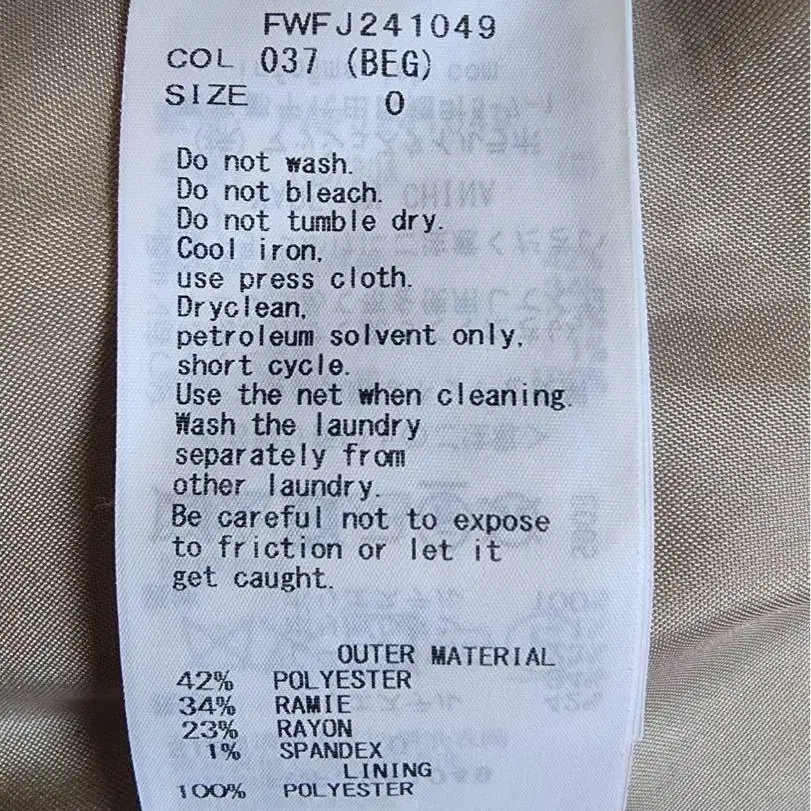 FWFJ241049
COL 037 (BEG)
SIZE 0
Do not wash.
Do not bleach.
Do not tumble dry.
Cool iron,
use press cloth.
Dryclean,
petroleum solvent only,
short cycle.
Use the net when cleaning.
Wash the laundry
separately from
other laundry.
Be careful not to expose
to friction or let it
get caught.
OUTER MATERIAL
42% POLYESTER
34% RAMIE
23% RAYON
1% SPANDEX
LINING
100% POLYESTER